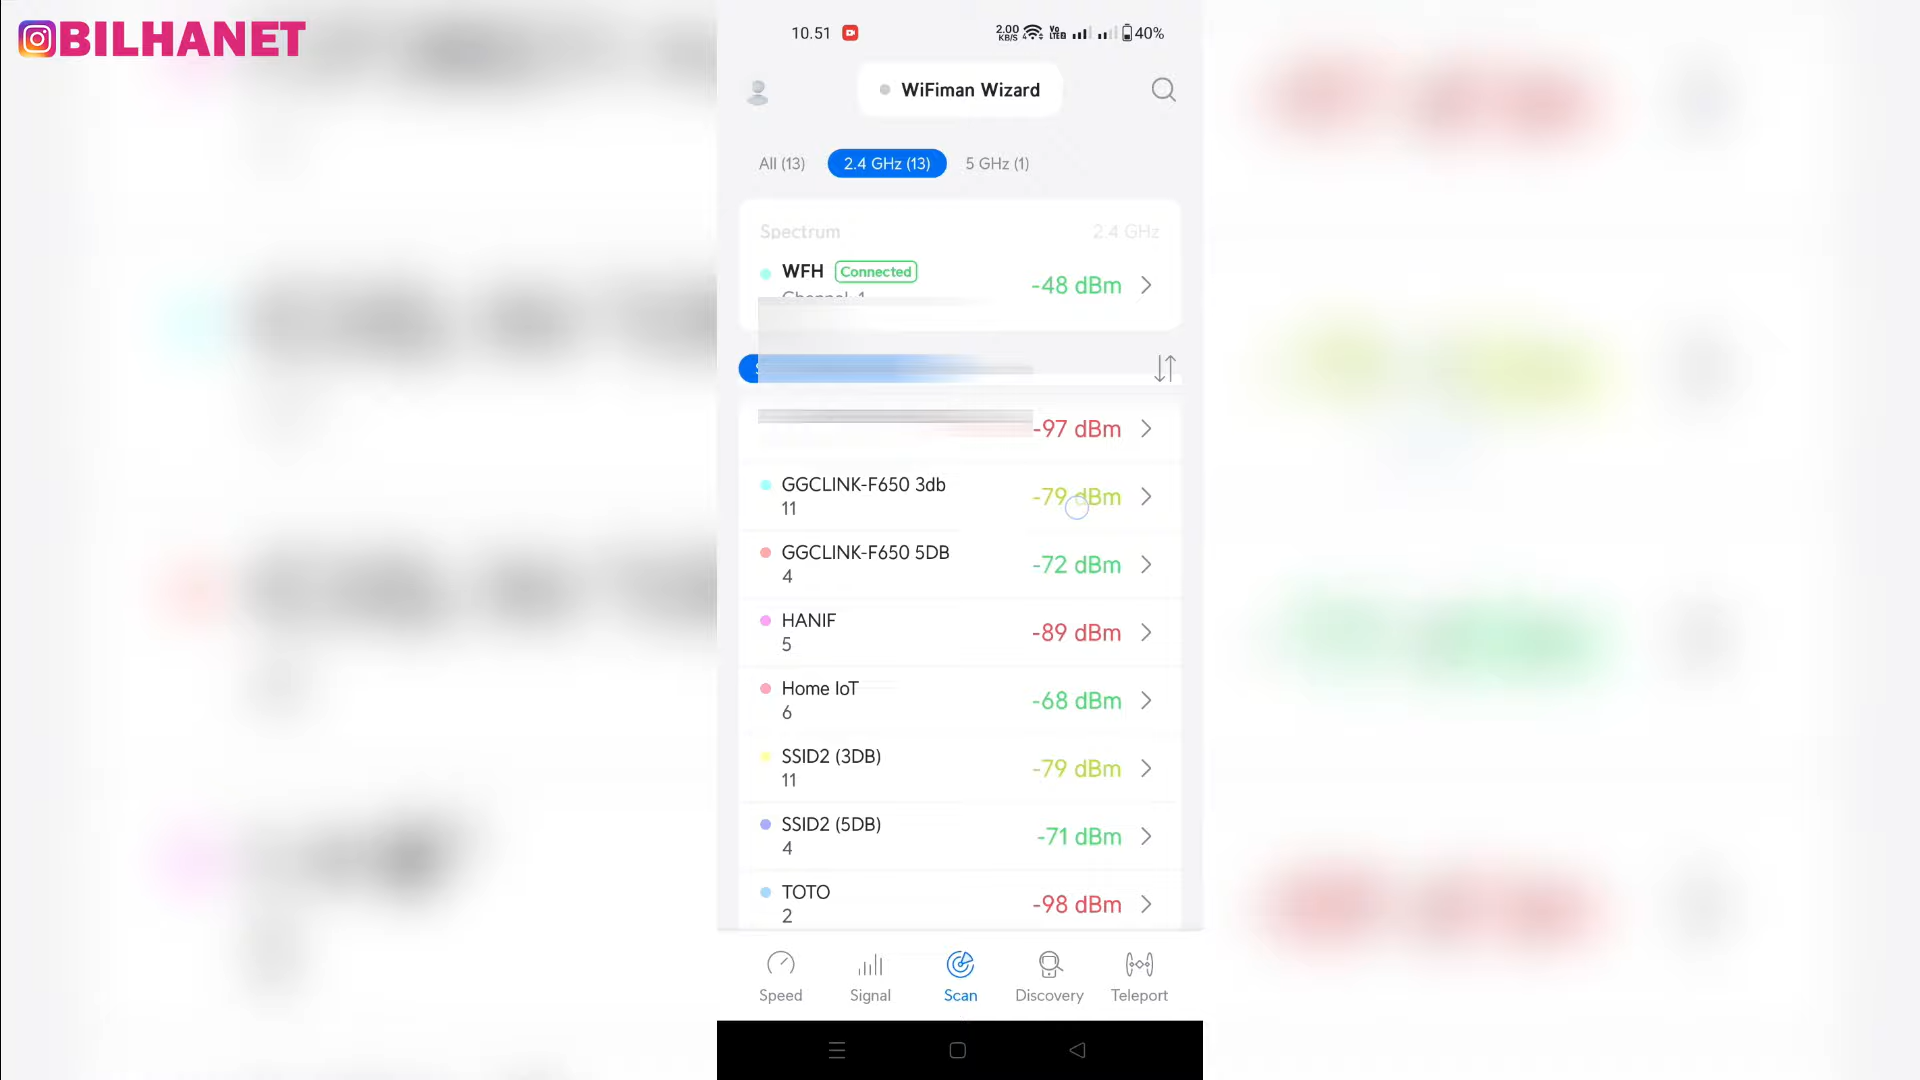 BILHANET
10.51
2.00
KB/S
40%
WiFiman Wizard
All (13)
2.4 GHz (13)
5 GHz (1)
Spectrum
2.4 GHz
WFH
Connected
-48 dBm
-97 dBm
GGCLINK-F650 3db
-79 dBm
11
GGCLINK-F650 5DB
-72 dBm
4
HANIF
-89 dBm
5
Home IoT
-68 dBm
6
SSID2 (3DB)
-79 dBm
11
SSID2 (5DB)
-71 dBm
4
TOTO
-98 dBm
2
Speed
Signal
Scan
Discovery
Teleport